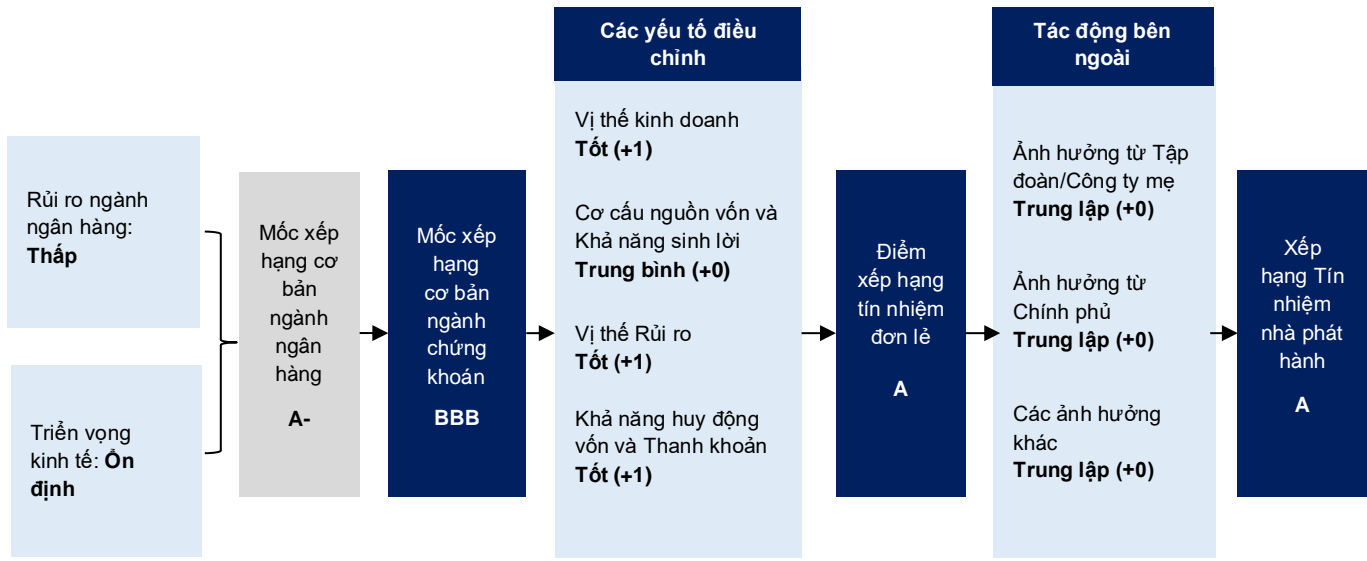 Rủi ro ngành
ngân hàng:
Thấp
Triển vọng
kinh tế: Ổn
định
Mốc xếp
hạng cơ
bản
ngành
ngân
hàng
A-
Mốc xếp
hạng
cơ bản
ngành
chứng
khoán
BBB
Các yếu tố điều
chỉnh
Vị thế kinh doanh
Tốt (+1)
Cơ cấu nguồn vốn và
Khả năng sinh lời
Trung bình (+0)
Vị thế Rủi ro
Tốt (+1)
Khả năng huy động
vốn và Thanh khoản
Tốt (+1)
Điểm
xếp hạng
tín nhiệm
đơn lẻ
A
Tác động bên
ngoài
Ảnh hưởng từ Tập
đoàn/Công ty mẹ
Trung lập (+0)
Ảnh hưởng từ
Chính phủ
Trung lập (+0)
Các ảnh hưởng
khác
Trung lập (+0)
Xếp
hạng Tín
nhiệm
nhà phát
hành
A